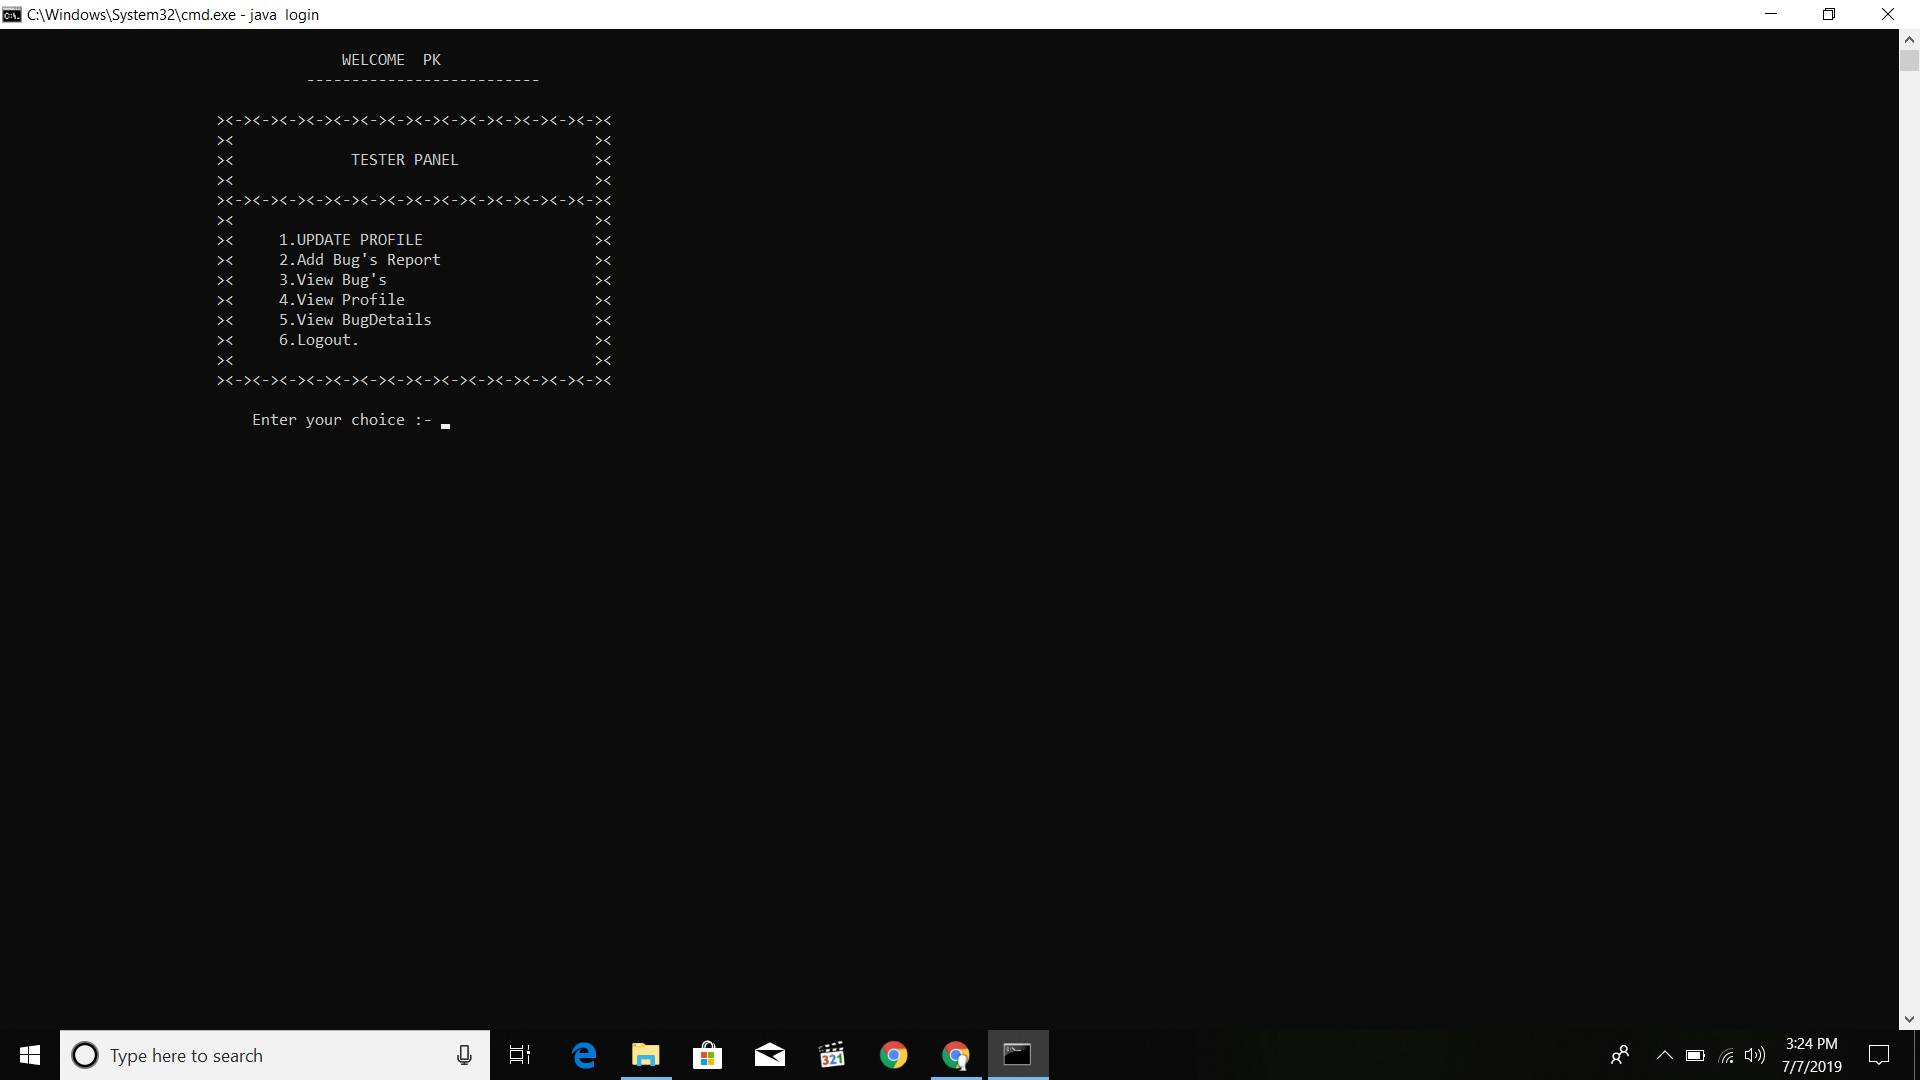 C:\Windows\System32\cmd.exe - java  login
WELCOME  PK
--------------------------
><-><-><-><-><-><-><-><-><-><-><-><-><-><-><
><                                        ><
><             TESTER PANEL               ><
><                                        ><
><-><-><-><-><-><-><-><-><-><-><-><-><-><-><
><                                        ><
><     1.UPDATE PROFILE                   ><
><     2.Add Bug's Report                 ><
><     3.View Bug's                       ><
><     4.View Profile                     ><
><     5.View BugDetails                  ><
><     6.Logout.                          ><
><                                        ><
><-><-><-><-><-><-><-><-><-><-><-><-><-><-><
Enter your choice :- _
Type here to search
321
3:24 PM
7/7/2019